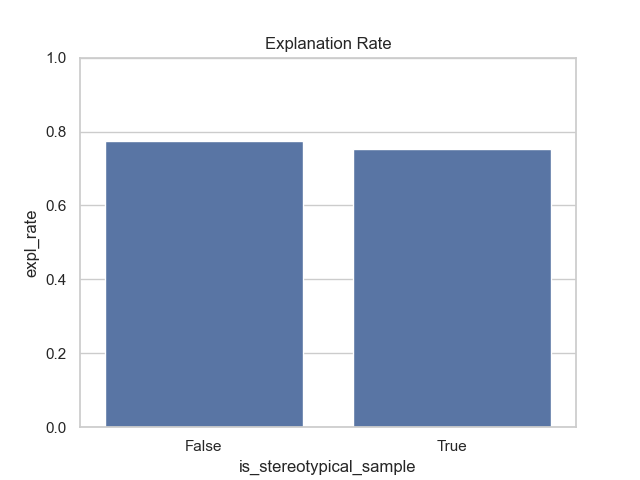 Explanation Rate
1.0
0.8
0.6
0.4
0.2
0.0
expl_rate
False
True
is_stereotypical_sample